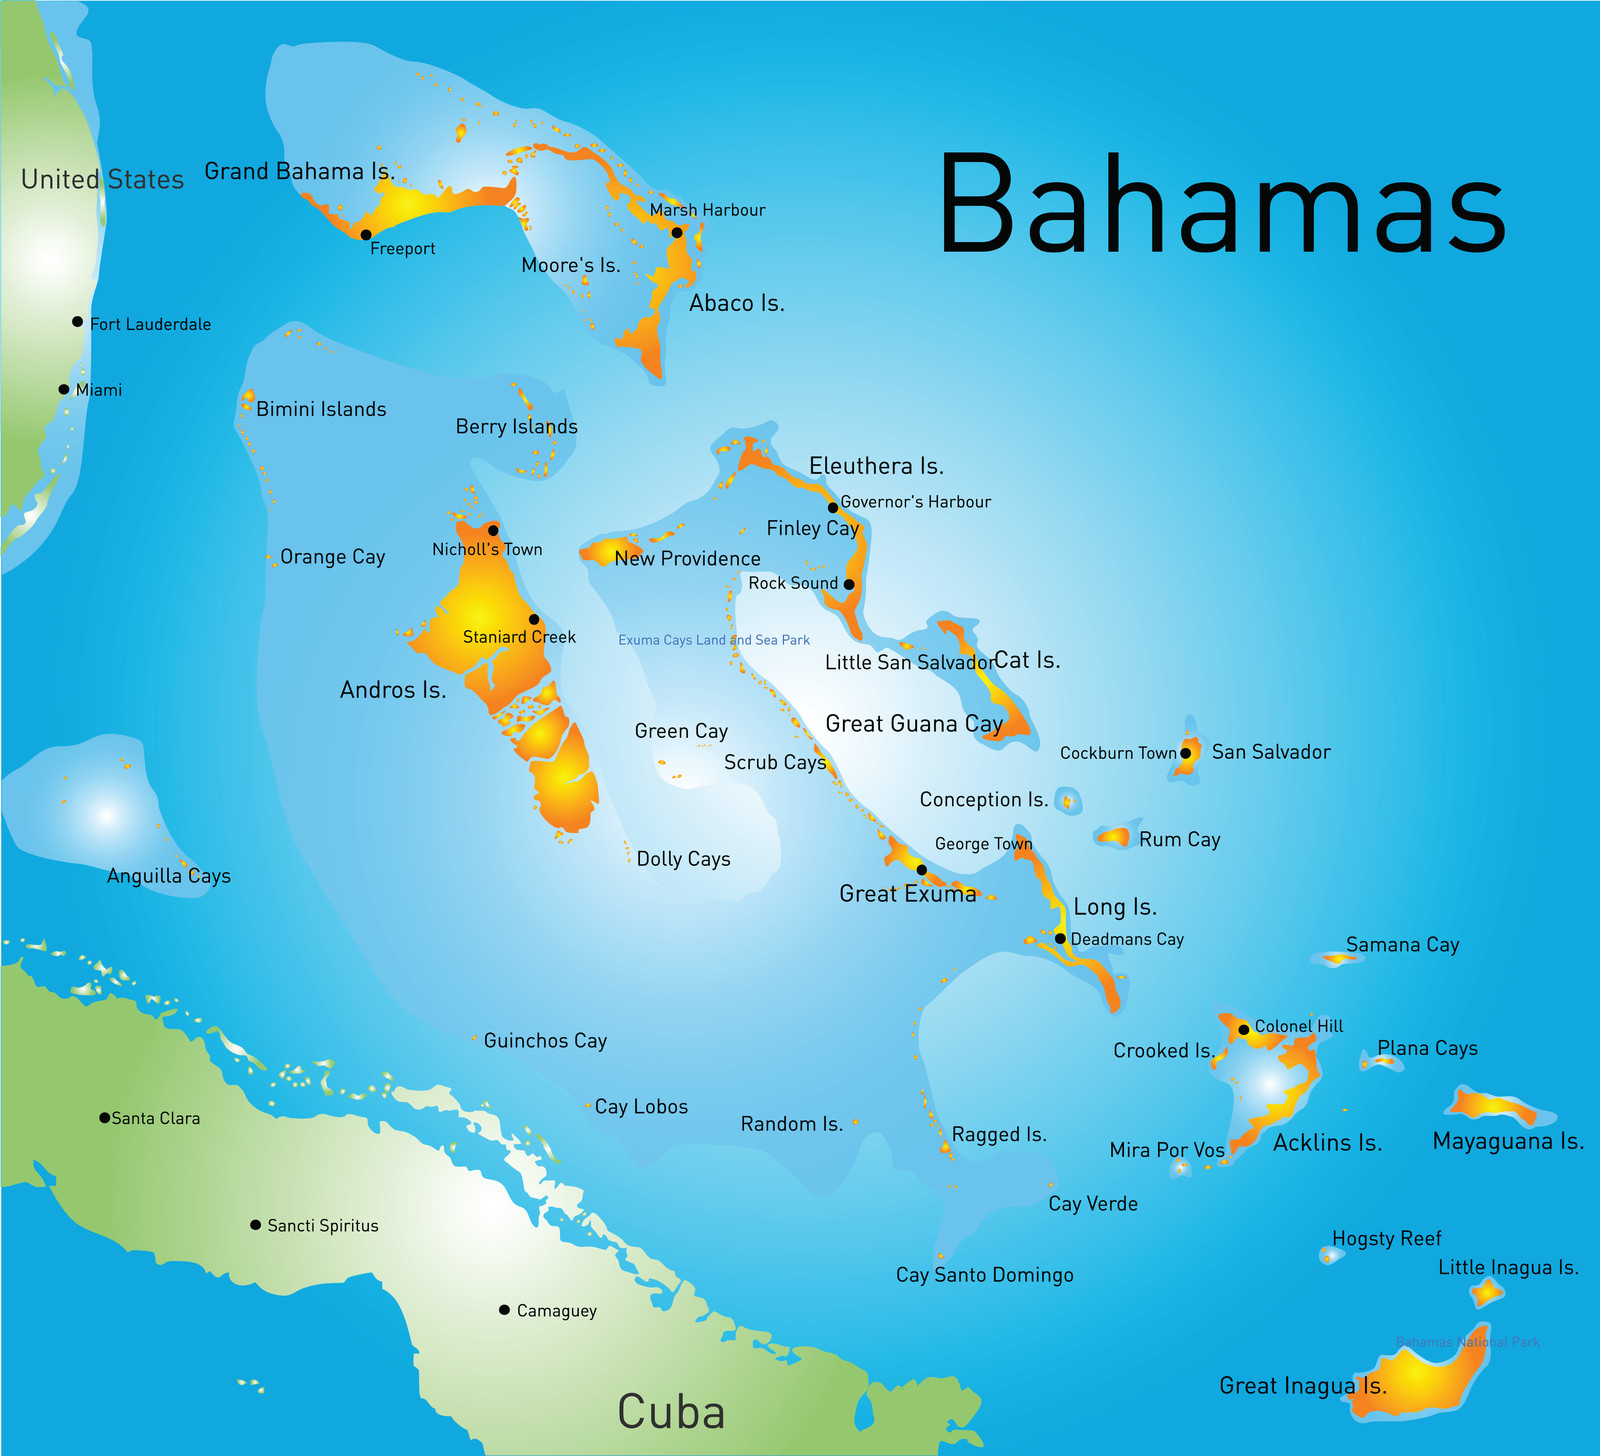 Bahamas
United States
Grand Bahama Is.
Marsh Harbour
Freeport
Moore's Is.
Abaco Is.
Fort Lauderdale
Miami
Bimini Islands
Berry Islands
Eleuthera Is.
Governor's Harbour
Finley Cay
Nicholl's Town
Orange Cay
New Providence
Rock Sound
Staniard Creek
Exuma Cays Land and Sea Park
Little San Salvador
Cat Is.
Andros Is.
Great Guana Cay
Green Cay
Cockburn Town
San Salvador
Scrub Cays
Conception Is.
Rum Cay
George Town
Dolly Cays
Anguilla Cays
Great Exuma
Long Is.
Deadmans Cay
Samana Cay
Colonel Hill
Guinchos Cay
Crooked Is.
Plana Cays
Cay Lobos
Santa Clara
Random Is.
Ragged Is.
Mira Por Vos
Acklins Is.
Mayaguana Is.
Cay Verde
Sancti Spiritus
Hogsty Reef
Little Inagua Is.
Cay Santo Domingo
Camaguey
Bahamas National Park
Great Inagua Is.
Cuba